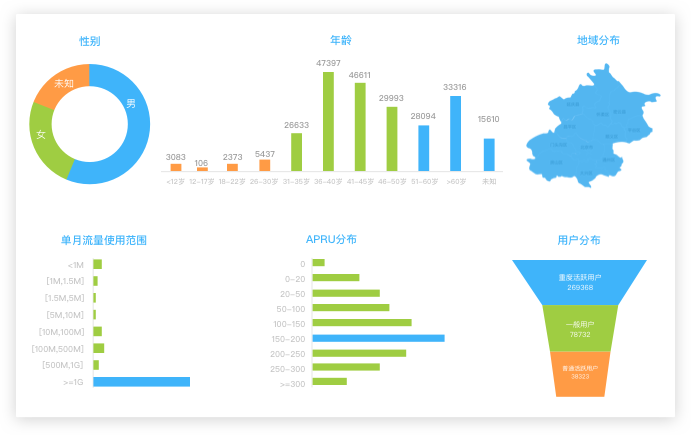 性别
年龄
地域分布
未知
男
女
3083
106
2373
5437
26633
47397
46611
29993
28094
33316
15610
<12岁
12-17岁
18-22岁
26-30岁
31-35岁
36-40岁
41-45岁
46-50岁
51-60岁
>60岁
未知
单月流量使用范围
<1M
[1M,1.5M]
[1.5M,5M]
[5M,10M]
[10M,100M]
[100M,500M]
[500M,1G]
>=1G
APRU分布
0
0-20
20-50
50-100
100-150
150-200
200-250
250-300
>=300
用户分布
重度活跃用户
269368
一般用户
78732
普通活跃用户
38323